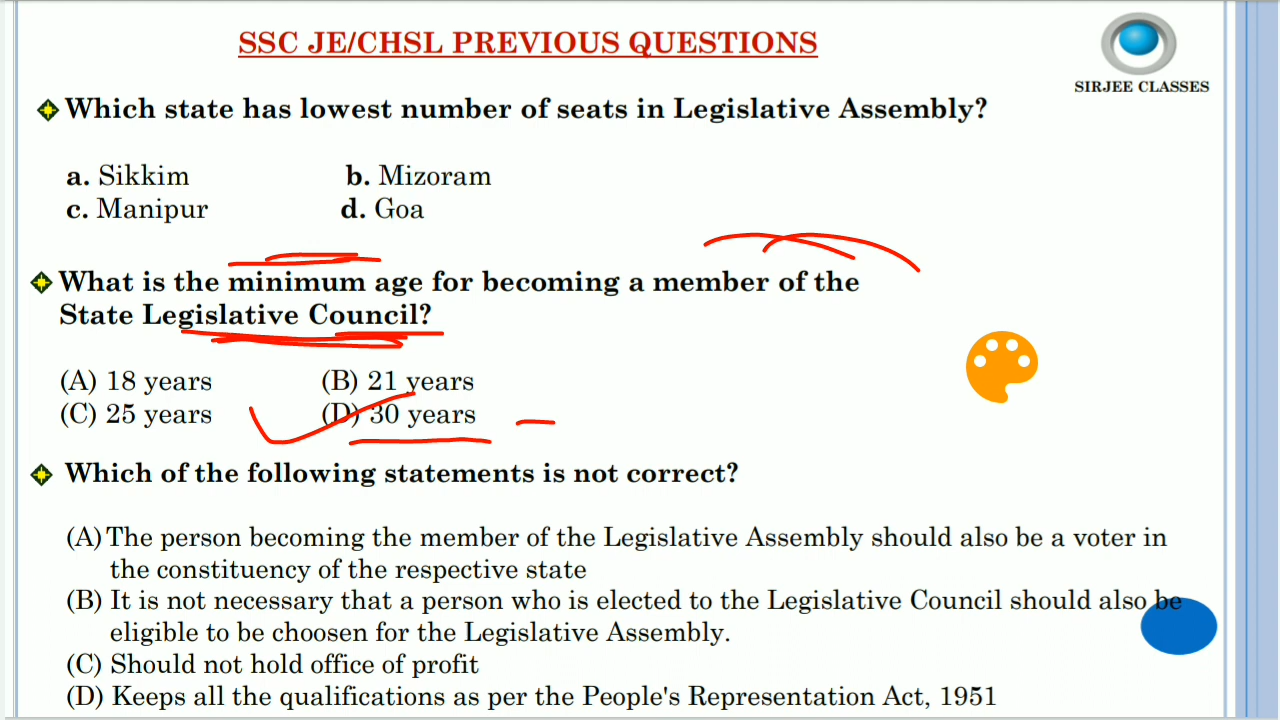 SSC JE/CHSL PREVIOUS QUESTIONS
SIRJEE CLASSES
Which state has lowest number of seats in Legislative Assembly?
a. Sikkim b. Mizoram
c. Manipur d. Goa
What is the minimum age for becoming a member of the
State Legislative Council?
(A) 18 years (B) 21 years
(C) 25 years (D) 30 years
Which of the following statements is not correct?
(A) The person becoming the member of the Legislative Assembly should also be a voter in
the constituency of the respective state
(B) It is not necessary that a person who is elected to the Legislative Council should also be
eligible to be choosen for the Legislative Assembly.
(C) Should not hold office of profit
(D) Keeps all the qualifications as per the People's Representation Act, 1951